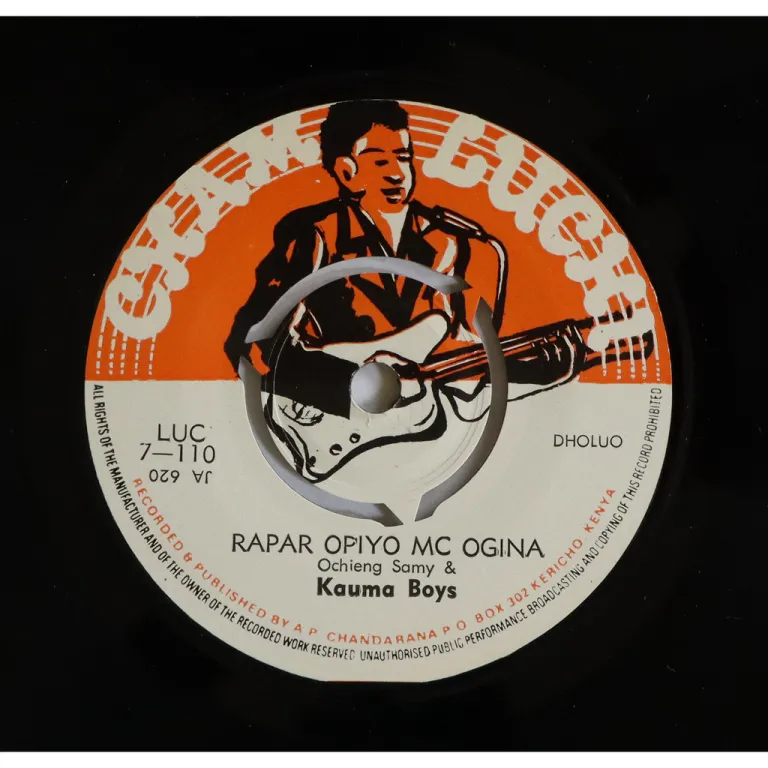 CHAM LUCH!
LUC
7—110
JA 620
DHOLUO
RAPAR OPIYO MC OGINA
Ochieng Samy &
Kauma Boys
RECORDED & PUBLISHED BY A P CHANDARANA P O BOX 302 KERICHO KENYA
ALL RIGHTS OF THE MANUFACTURER AND OF THE OWNER OF THE RECORDED WORK RESERVED UNAUTHORISED PUBLIC PERFORMANCE BROADCASTING AND COPYING OF THIS RECORD PROHIBITED